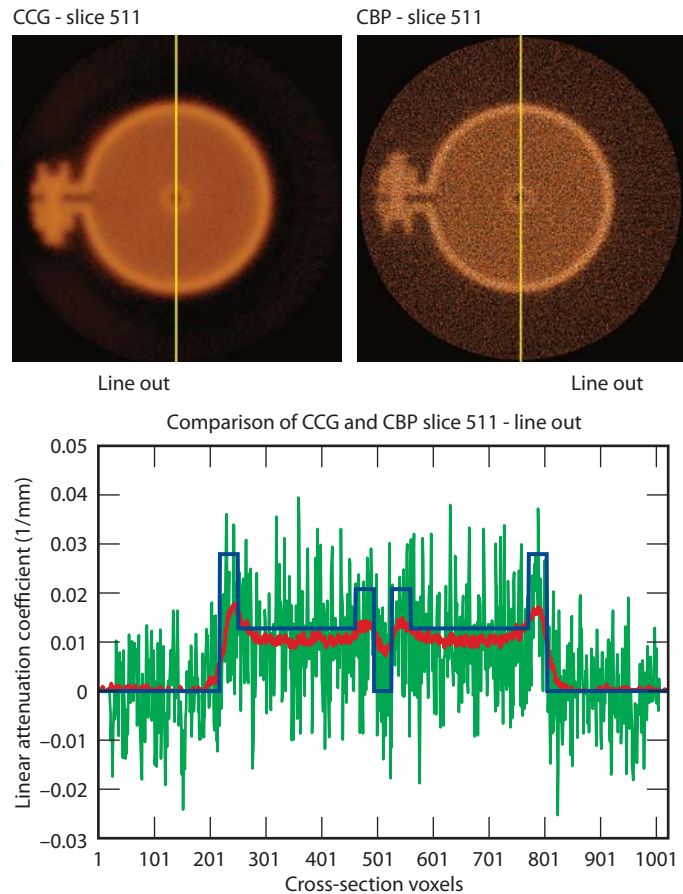 CCG - slice 511
CBP - slice 511
Line out
Line out
Comparison of CCG and CBP slice 511 - line out
Linear attenuation coefficient (1/mm)
0.05
0.04
0.03
0.02
0.01
0
–0.01
–0.02
–0.03
1 101 201 301 401 501 601 701 801 901 1001
Cross-section voxels